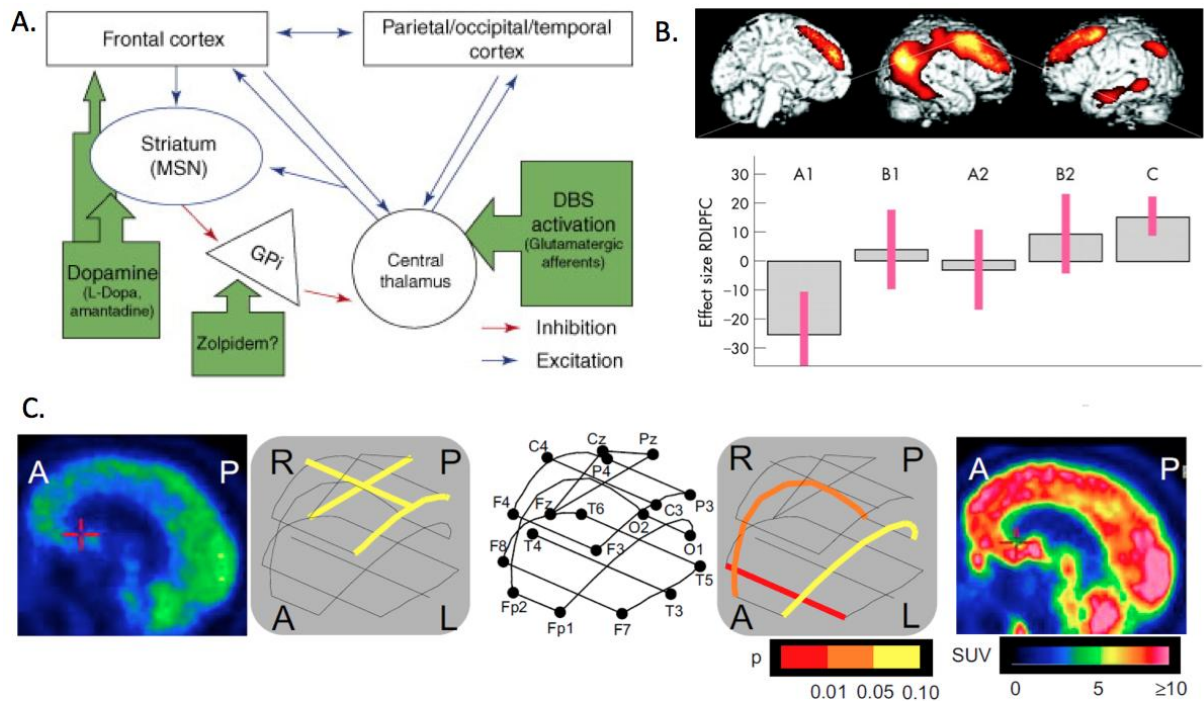 A.
Frontal cortex
Parietal/occipital/temporal
cortex
Striatum
(MSN)
Dopamine
(L-Dopa,
amantadine)
GPi
Zolpidem?
Central
thalamus
DBS
activation
(Glutamatergic
afferents)
Inhibition
Excitation
B.
Effect size RDLPFC
30
20
10
0
-10
-20
-30
A1 B1 A2 B2 C
C.
A P
R P
A L
C4 Cz Pz
P4
F4 Fz T6 C3 P3
O2
T4 F3 O1
F8 T5
Fp2 T3
Fp1 F7
R P
A L
p
0.01 0.05 0.10
A P
SUV
0 5 ≥10